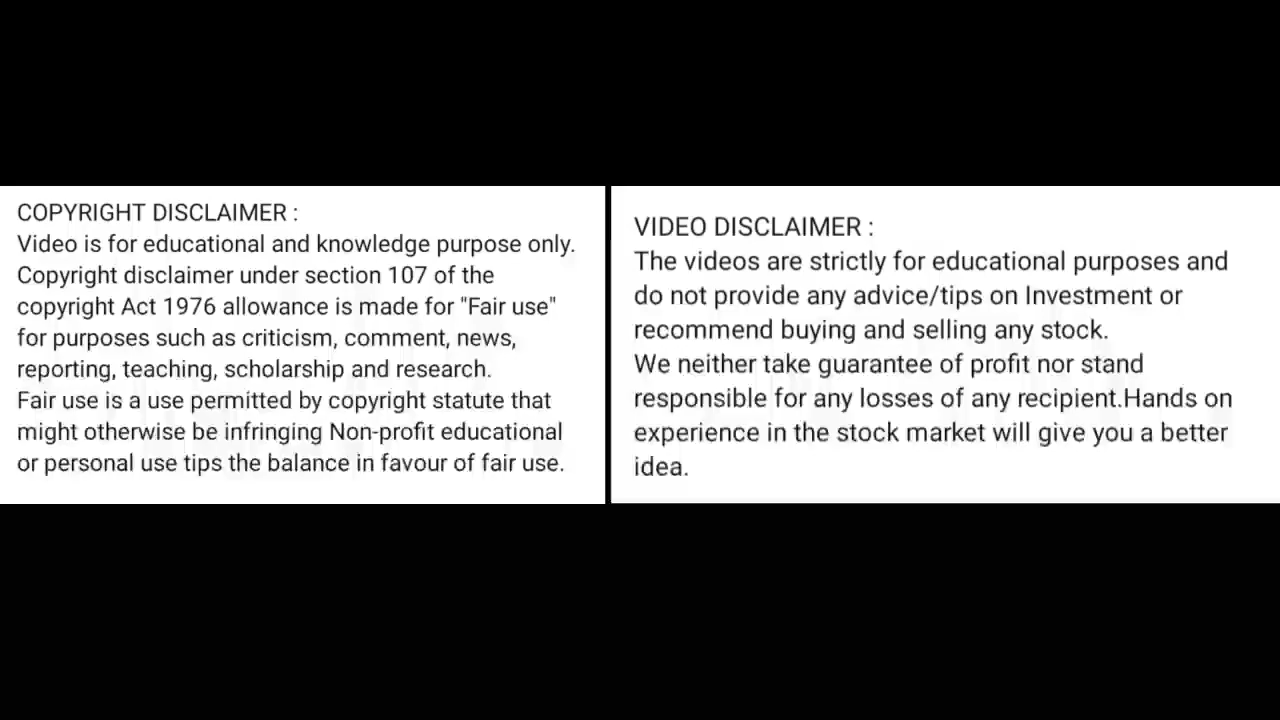 COPYRIGHT DISCLAIMER :
Video is for educational and knowledge purpose only.
Copyright disclaimer under section 107 of the
copyright Act 1976 allowance is made for "Fair use"
for purposes such as criticism, comment, news,
reporting, teaching, scholarship and research.
Fair use is a use permitted by copyright statute that
might otherwise be infringing Non-profit educational
or personal use tips the balance in favour of fair use.
VIDEO DISCLAIMER :
The videos are strictly for educational purposes and
do not provide any advice/tips on Investment or
recommend buying and selling any stock.
We neither take guarantee of profit nor stand
responsible for any losses of any recipient.Hands on
experience in the stock market will give you a better
idea.